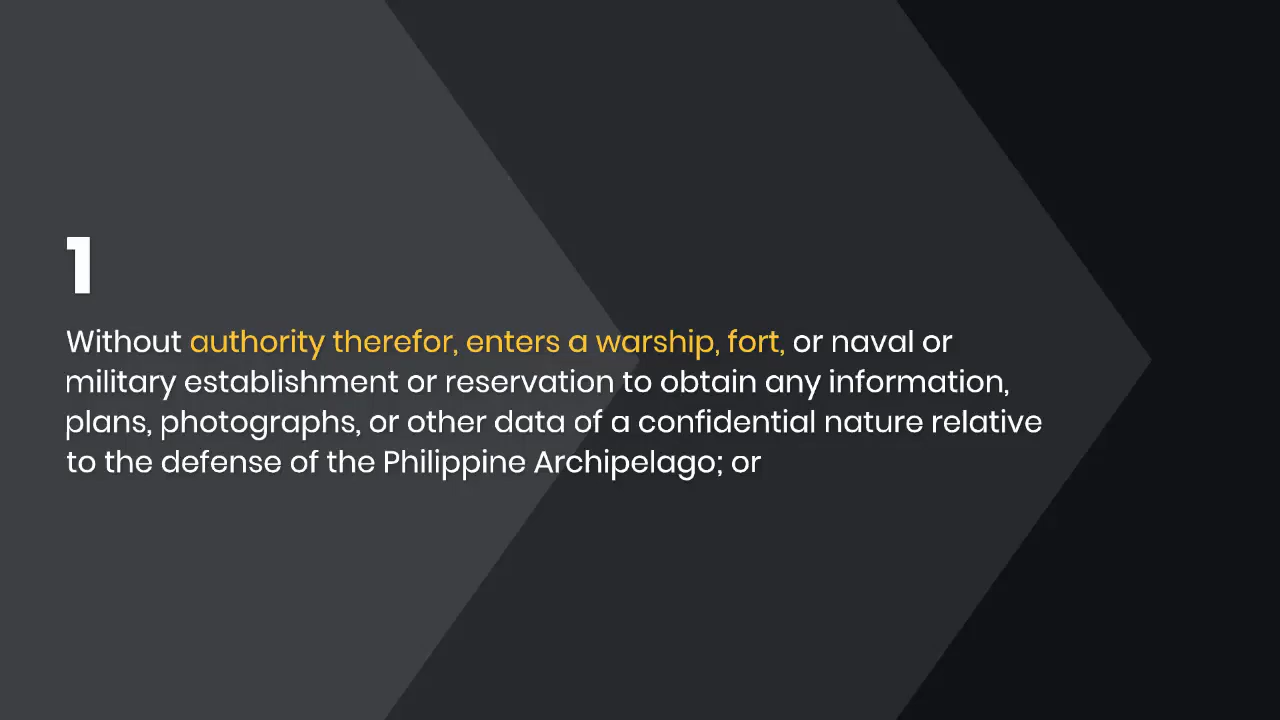 1
Without authority therefor, enters a warship, fort, or naval or
military establishment or reservation to obtain any information,
plans, photographs, or other data of a confidential nature relative
to the defense of the Philippine Archipelago; or